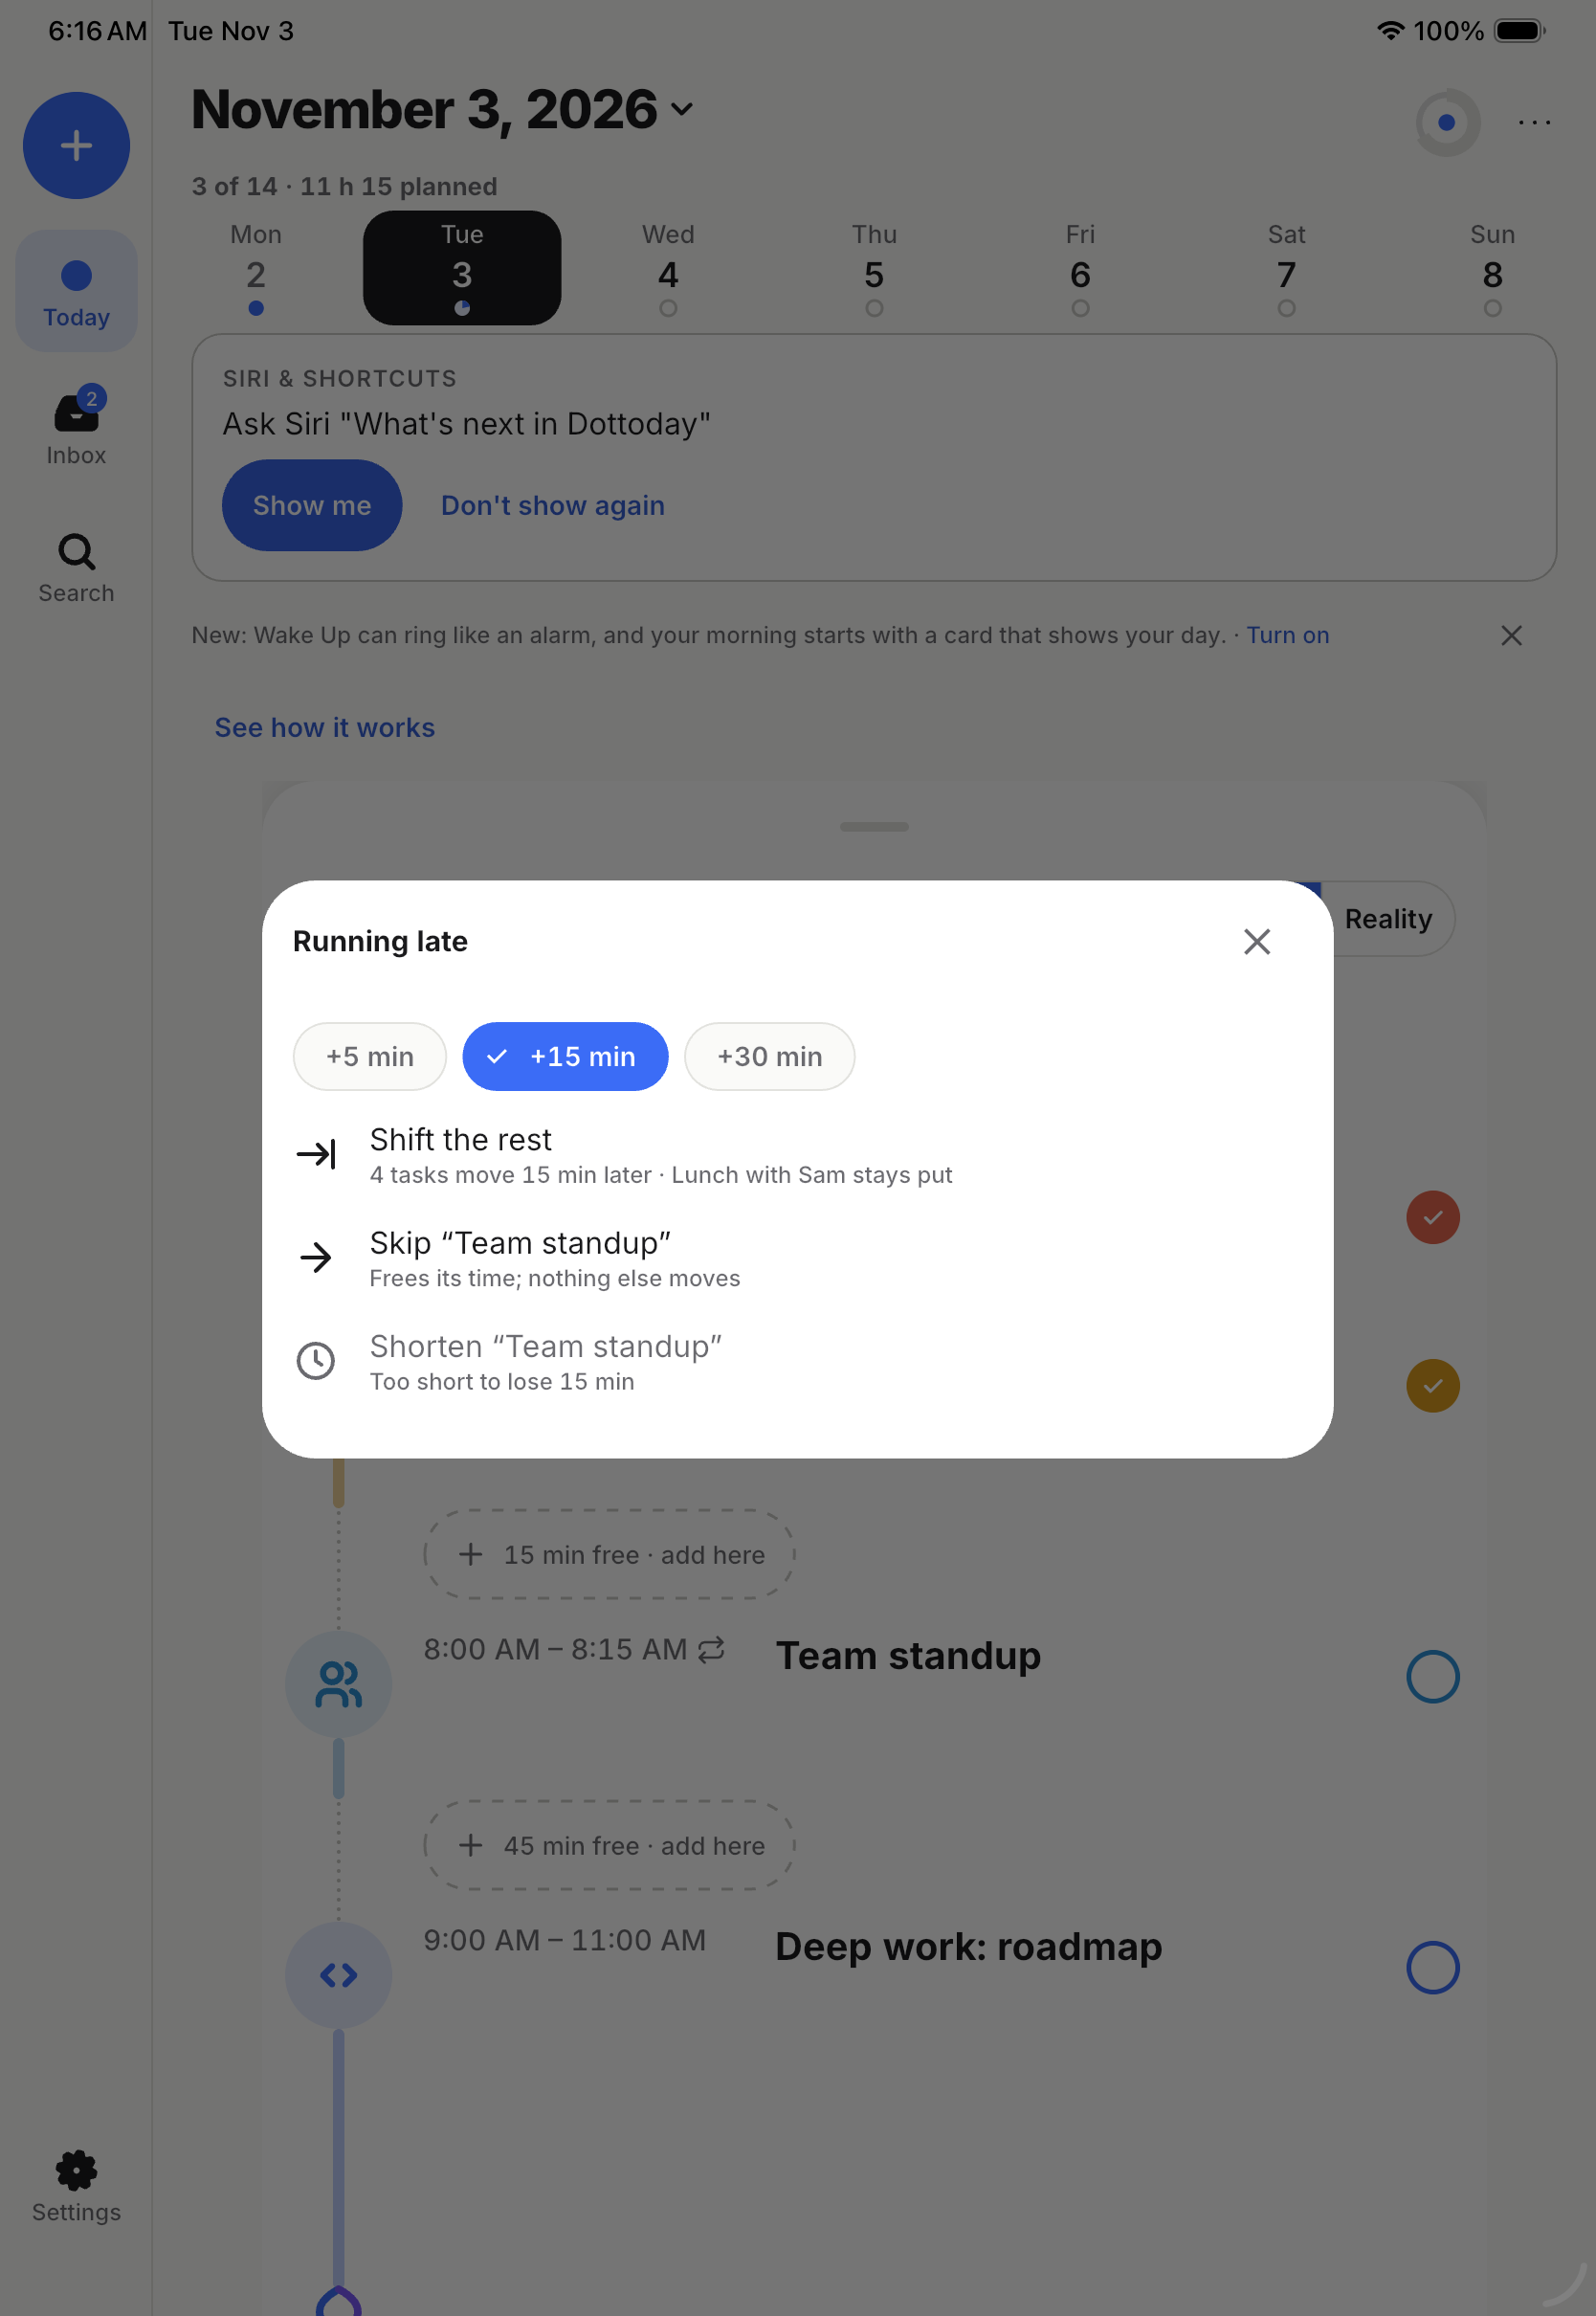 6:16 AM Tue Nov 3
100%
November 3, 2026
3 of 14 · 11 h 15 planned
Mon Tue Wed Thu Fri Sat Sun
2 3 4 5 6 7 8
Today
2
Inbox
Search
SIRI & SHORTCUTS
Ask Siri "What's next in Dottoday"
Show me Don't show again
New: Wake Up can ring like an alarm, and your morning starts with a card that shows your day. · Turn on
See how it works
Reality
Running late
+5 min +15 min +30 min
Shift the rest
4 tasks move 15 min later · Lunch with Sam stays put
Skip “Team standup”
Frees its time; nothing else moves
Shorten “Team standup”
Too short to lose 15 min
15 min free · add here
8:00 AM – 8:15 AM Team standup
45 min free · add here
9:00 AM – 11:00 AM Deep work: roadmap
Settings